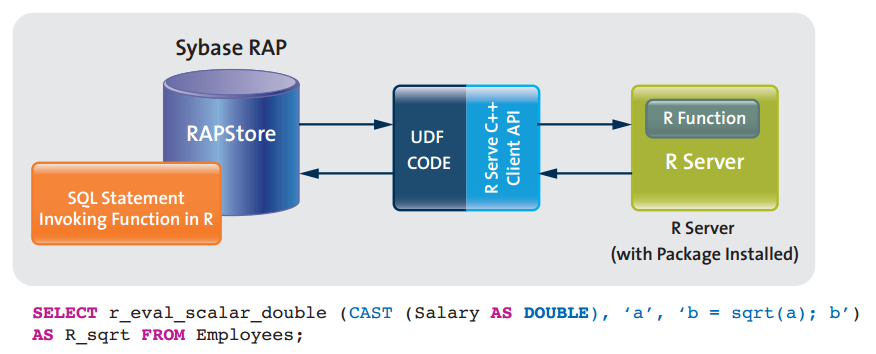 Sybase RAP
RAPStore
SQL Statement
Invoking Function in R
UDF
CODE
R Serve C++
Client API
R Function
R Server
R Server
(with Package Installed)
SELECT r_eval_scalar_double (CAST (Salary AS DOUBLE), ‘a’, ‘b = sqrt(a); b’)
AS R_sqrt FROM Employees;